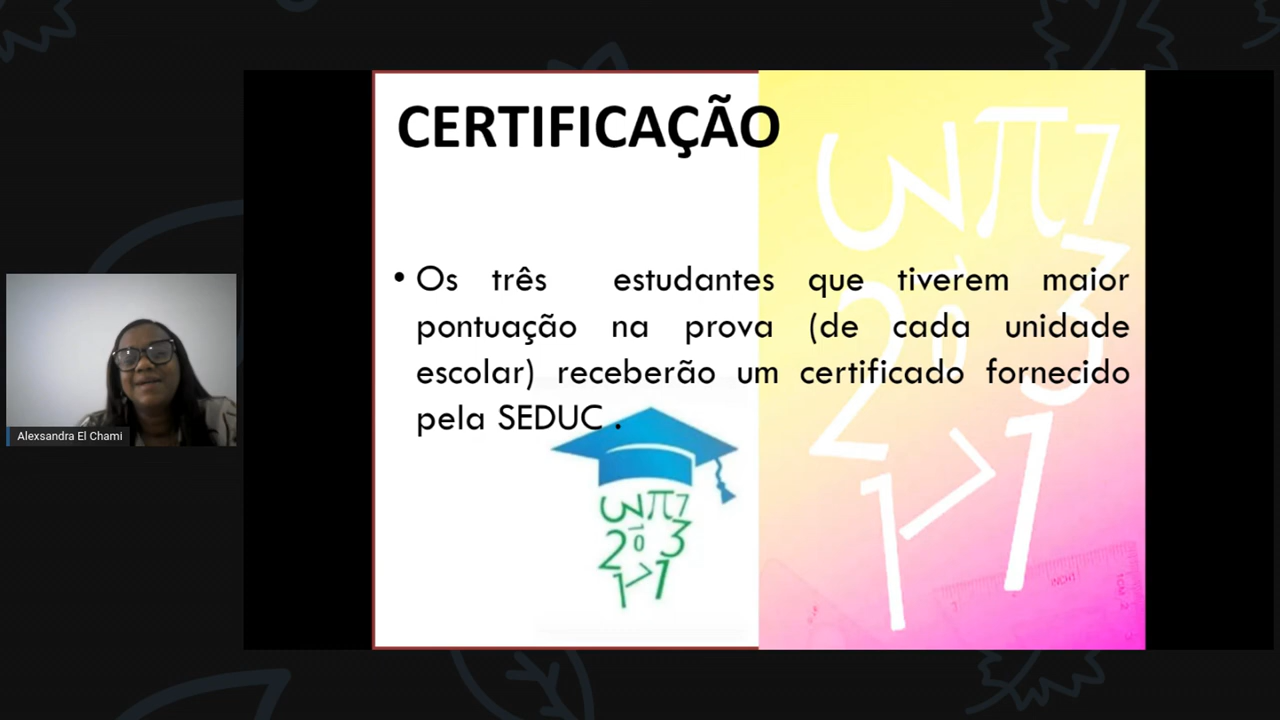 CERTIFICAÇÃO
• Os três estudantes que tiverem maior
pontuação na prova (de cada unidade
escolar) receberão um certificado fornecido
pela SEDUC .
Alexsandra El Chami